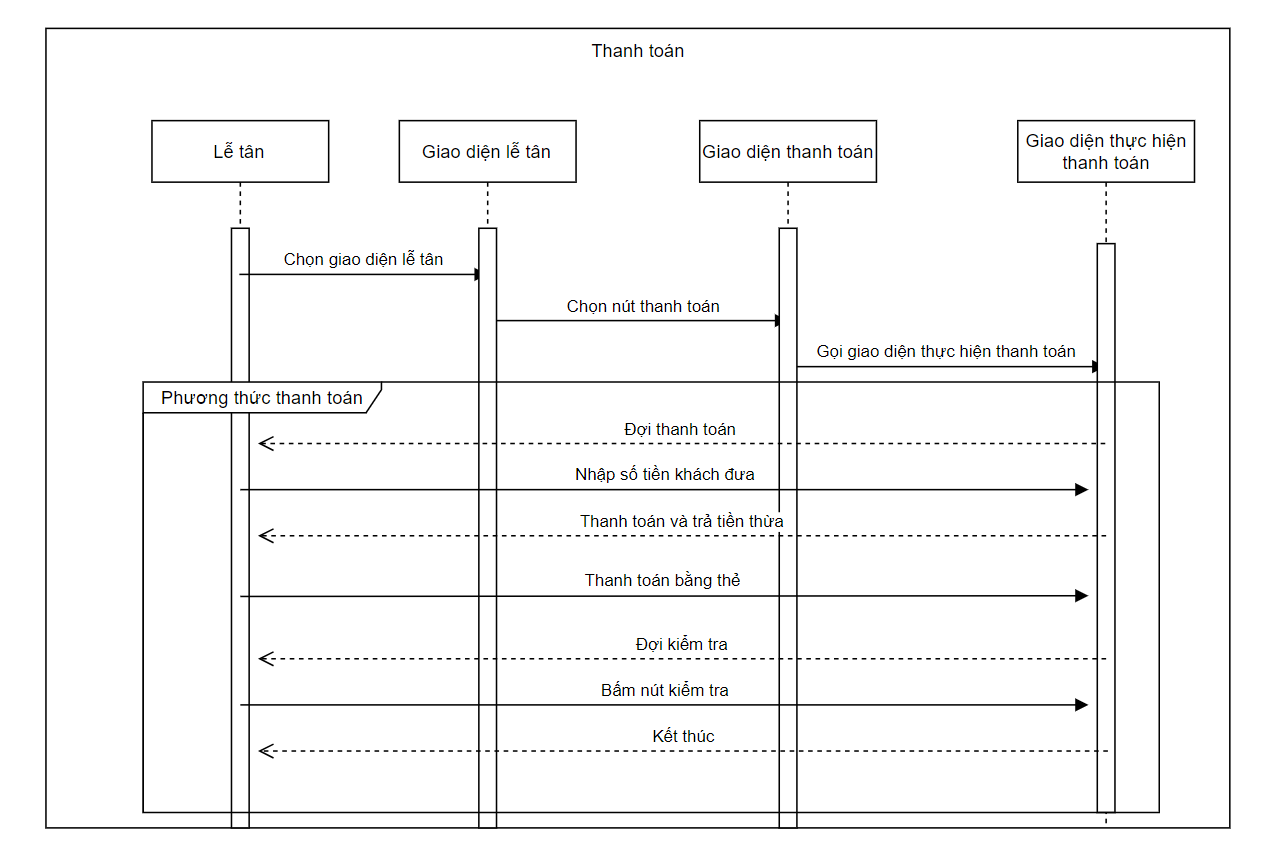 Thanh toán
Lễ tân
Giao diện lễ tân
Giao diện thanh toán
Giao diện thực hiện
thanh toán
Chọn giao diện lễ tân
Chọn nút thanh toán
Gọi giao diện thực hiện thanh toán
Phương thức thanh toán
Đợi thanh toán
Nhập số tiền khách đưa
Thanh toán và trả tiền thừa
Thanh toán bằng thẻ
Đợi kiểm tra
Bấm nút kiểm tra
Kết thúc